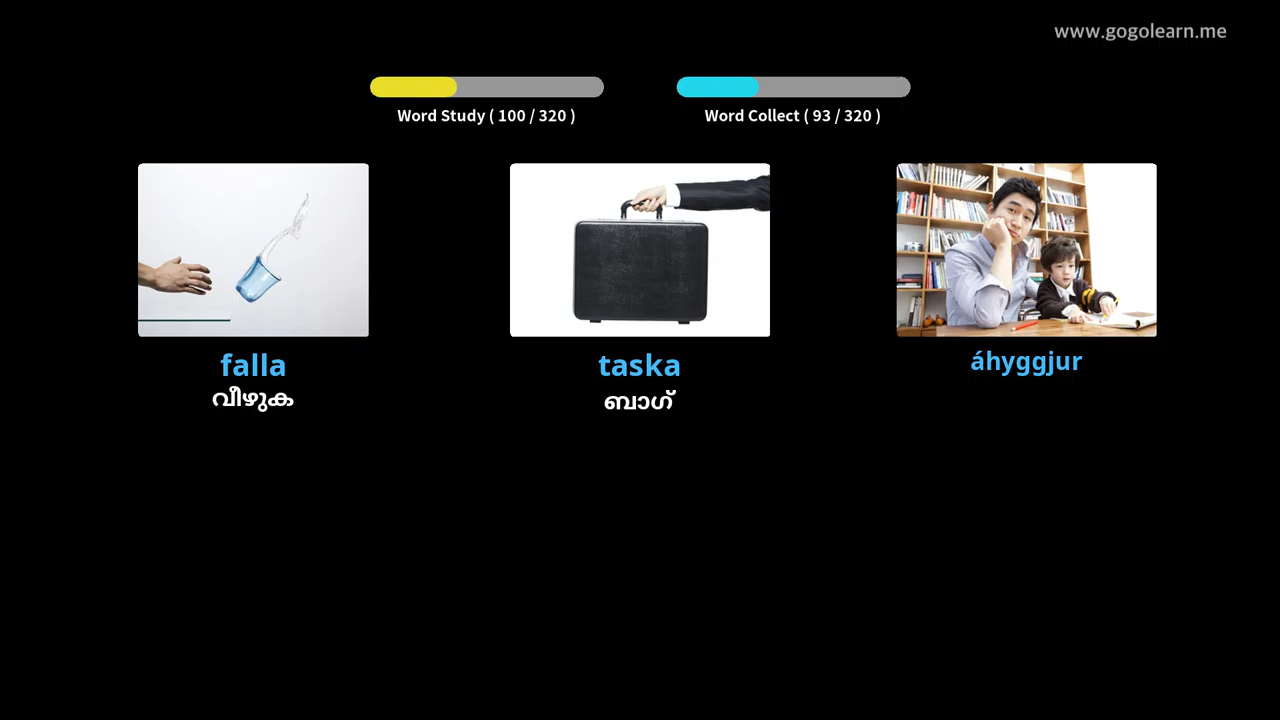 www.gogolearn.me
Word Study ( 100 / 320 )
Word Collect ( 93 / 320 )
falla
taska
áhyggjur
വീഴുക
ബാഗ്